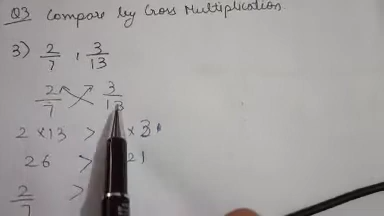 Q3 Compare by Cross Multiplication
3) 2/7 , 3/13
2/7 3/13
2 × 13 > × 3
26 > 21
2/7 >